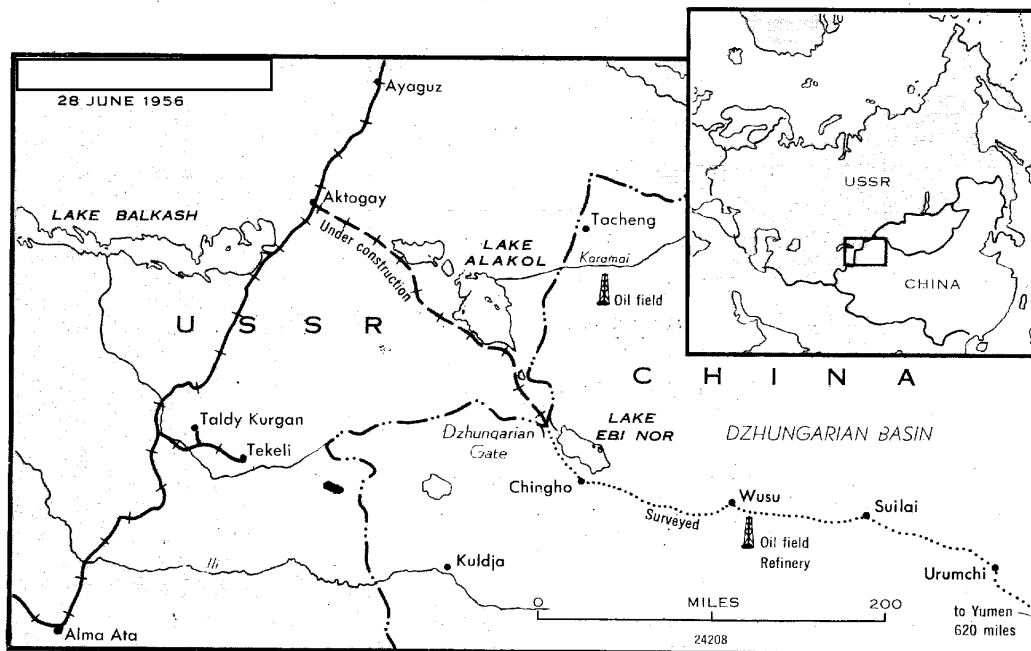 28 JUNE 1956
Ayaguz
Aktogay
LAKE BALKASH
Under construction
LAKE
ALAKOL
Tacheng
Karamai
Oil field
USSR
CHINA
U S S R
C H I N A
Taldy Kurgan
Tekeli
Dzhungarian
Gate
LAKE
EBI NOR
DZHUNGARIAN BASIN
Chingho
Surveyed
Wusu
Oil field
Refinery
Suilai
Urumchi
Ili
Kuldja
Alma Ata
0 MILES 200
24208
to Yumen
620 miles